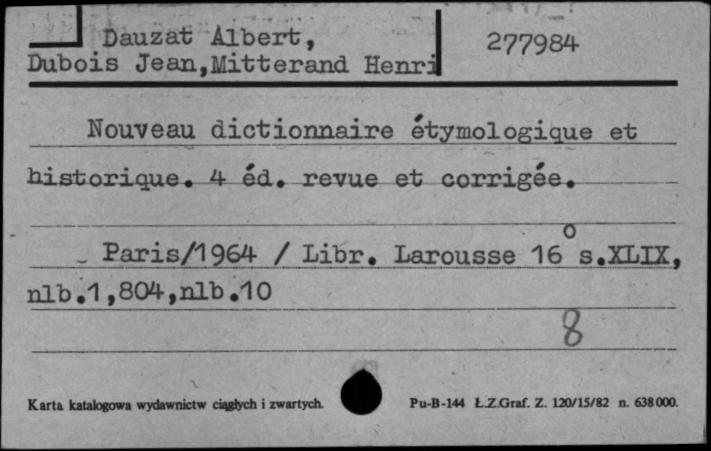 Dauzat Albert, 277984
Dubois Jean,Mitterand Henri
Nouveau dictionnaire étymologique et
historique. 4 éd. revue et corrigée.
Paris/1964 / Libr. Larousse 16° s.XLIX,
nlb.1,804,nlb.10
8
Karta katalogowa wydawnictw ciągłych i zwartych. Pu-B-144 Ł.Z.Graf. Z. 120/15/82 n. 638000.